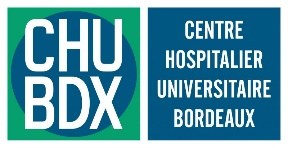 CHU
BDX
CENTRE
HOSPITALIER
UNIVERSITAIRE
BORDEAUX